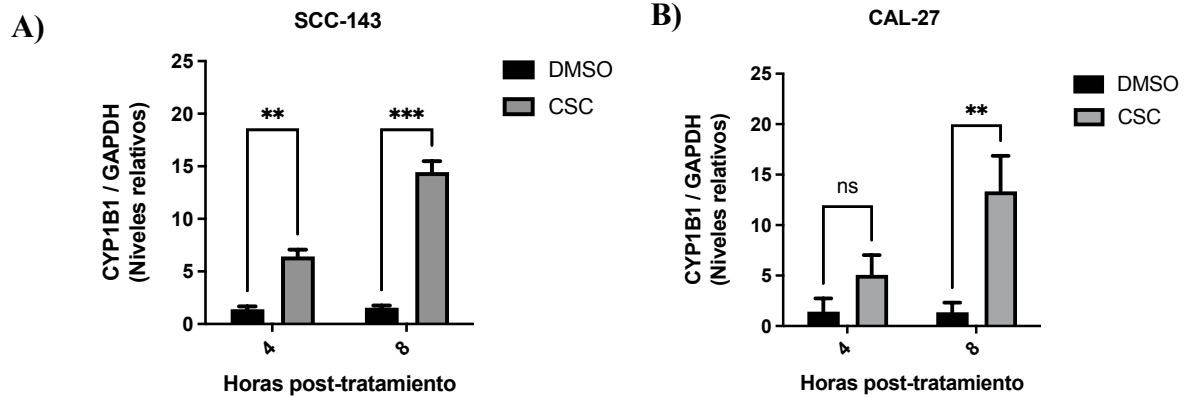 A)
SCC-143
CYP1B1 / GAPDH
(Niveles relativos)
25
20
15
10
5
0
**
***
4
8
Horas post-tratamiento
DMSO
CSC
B)
CAL-27
CYP1B1 / GAPDH
(Niveles relativos)
25
20
15
10
5
0
ns
**
4
8
Horas post-tratamiento
DMSO
CSC